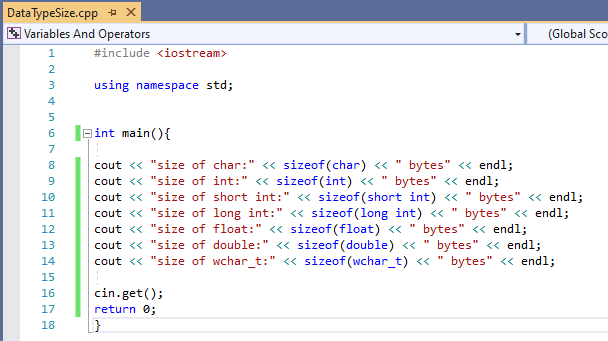 DataTypeSize.cpp
Variables And Operators (Global Sco
1 #include <iostream>
2
3 using namespace std;
4
5
6 int main(){
7
8 cout << "size of char:" << sizeof(char) << " bytes" << endl;
9 cout << "size of int:" << sizeof(int) << " bytes" << endl;
10 cout << "size of short int:" << sizeof(short int) << " bytes" << endl;
11 cout << "size of long int:" << sizeof(long int) << " bytes" << endl;
12 cout << "size of float:" << sizeof(float) << " bytes" << endl;
13 cout << "size of double:" << sizeof(double) << " bytes" << endl;
14 cout << "size of wchar_t:" << sizeof(wchar_t) << " bytes" << endl;
15
16 cin.get();
17 return 0;
18 }